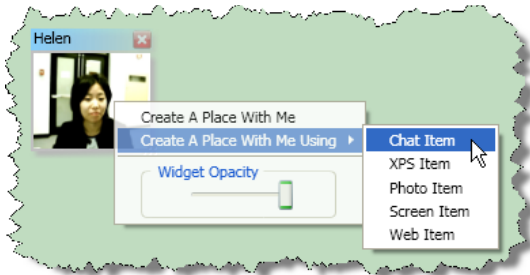 Helen
Create A Place With Me
Create A Place With Me Using
Widget Opacity
Chat Item
XPS Item
Photo Item
Screen Item
Web Item